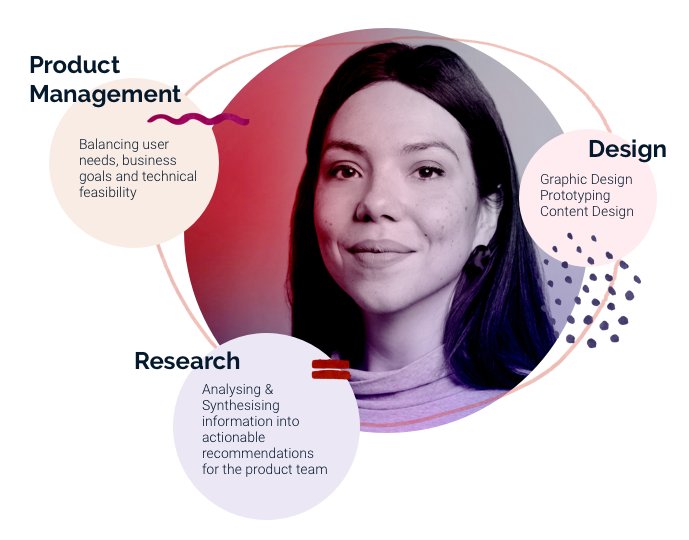 Product
Management
Balancing user
needs, business
goals and technical
feasibility
Design
Graphic Design
Prototyping
Content Design
Research
Analysing &
Synthesising
information into
actionable
recommendations
for the product team